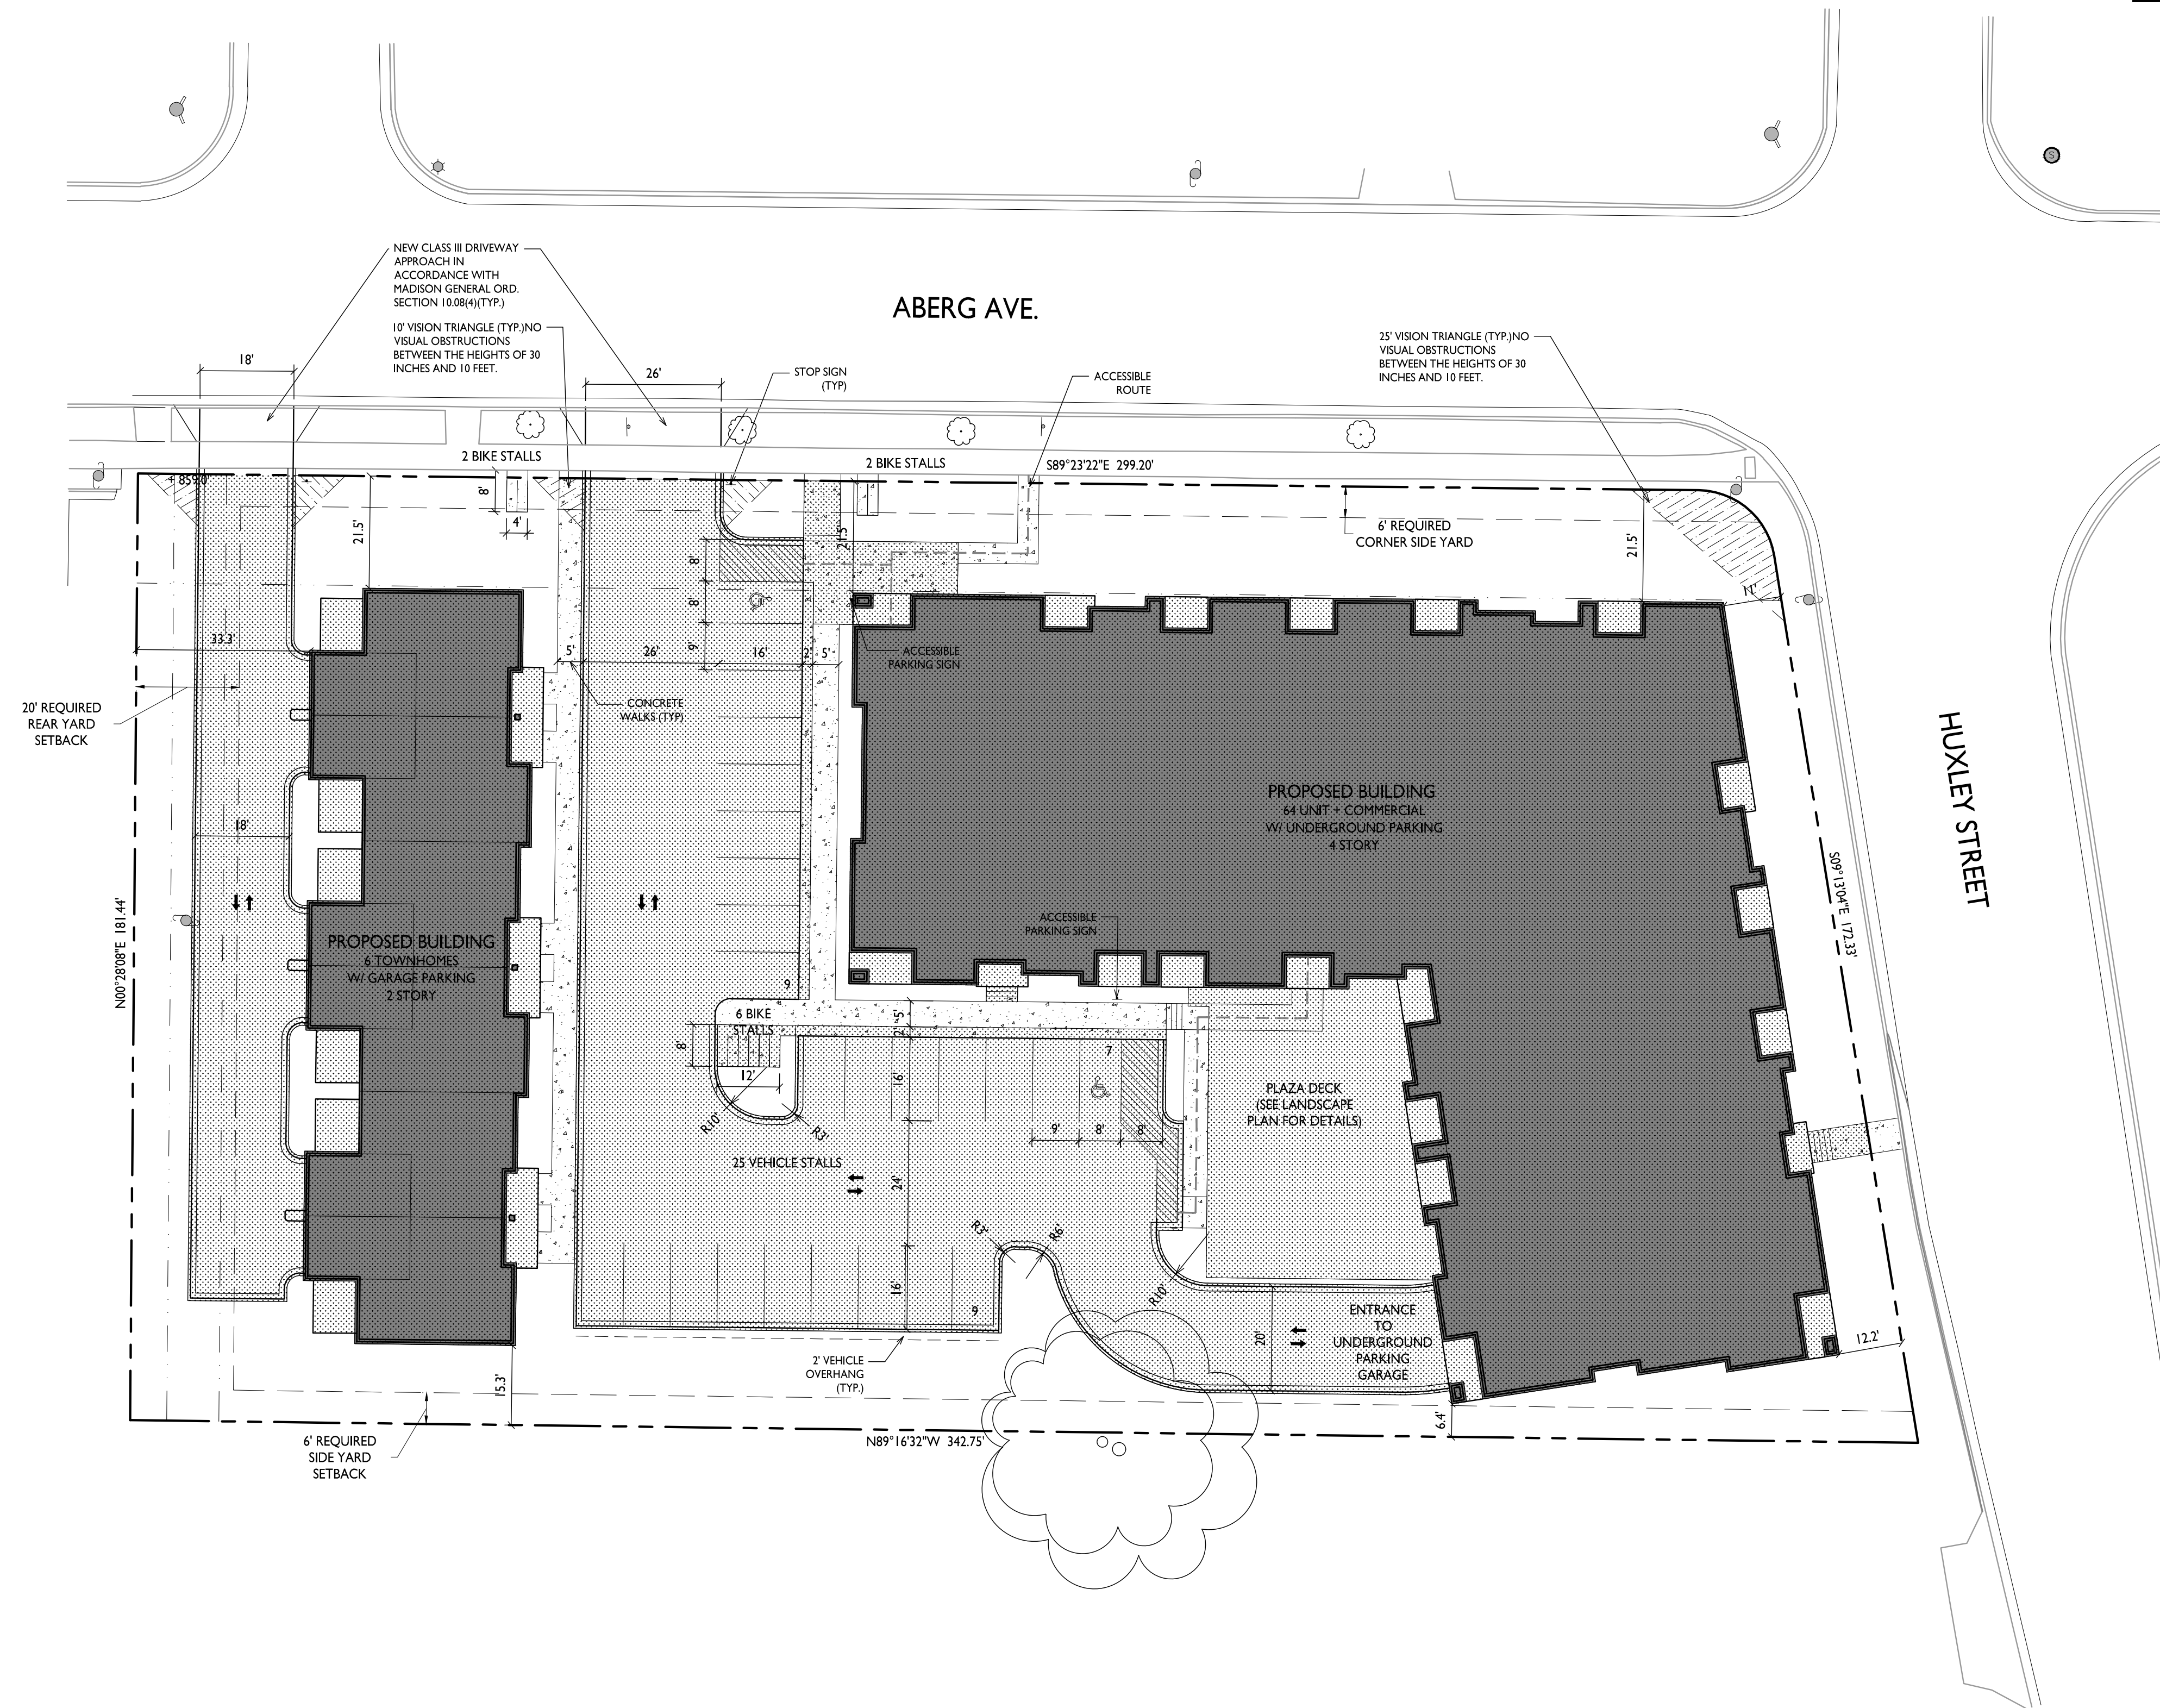 S
NEW CLASS III DRIVEWAY
APPROACH IN
ACCORDANCE WITH
MADISON GENERAL ORD.
SECTION 10.08(4)(TYP.)
10' VISION TRIANGLE (TYP.)NO
VISUAL OBSTRUCTIONS
BETWEEN THE HEIGHTS OF 30
INCHES AND 10 FEET.
ABERG AVE.
25' VISION TRIANGLE (TYP.)NO
VISUAL OBSTRUCTIONS
BETWEEN THE HEIGHTS OF 30
INCHES AND 10 FEET.
18'
26'
STOP SIGN
(TYP)
ACCESSIBLE
ROUTE
2 BIKE STALLS
2 BIKE STALLS
S89°23'22"E 299.20'
+ 859.0'
8'
4'
21.5'
21.5'
21.5'
6' REQUIRED
CORNER SIDE YARD
11'
8'
8'
9'
33.3'
5'
26'
16'
2'
5'
ACCESSIBLE
PARKING SIGN
CONCRETE
WALKS (TYP)
20' REQUIRED
REAR YARD
SETBACK
18'
HUXLEY STREET
PROPOSED BUILDING
64 UNIT + COMMERCIAL
W/ UNDERGROUND PARKING
4 STORY
S09°13'04"E 172.33'
N00°28'08"E 181.44'
PROPOSED BUILDING
6 TOWNHOMES
W/ GARAGE PARKING
2 STORY
ACCESSIBLE
PARKING SIGN
9
6 BIKE
STALLS
8'
12'
R10'
R3'
2'
5'
16'
7
9'
8'
8'
PLAZA DECK
(SEE LANDSCAPE
PLAN FOR DETAILS)
25 VEHICLE STALLS
24'
R3'
R6'
R10'
16'
9
20'
ENTRANCE
TO
UNDERGROUND
PARKING
GARAGE
12.2'
2' VEHICLE
OVERHANG
(TYP.)
15.3'
6.4'
6' REQUIRED
SIDE YARD
SETBACK
N89°16'32"W 342.75'